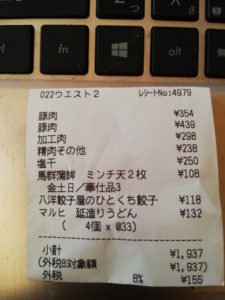 022ウエスト2 レシートNo:4979
豚肉 ¥354
豚肉 ¥439
加工肉 ¥298
精肉その他 ¥238
塩干 ¥250
馬群蒲鉾 ミンチ天2枚 ¥108
金土日/奉仕品3
八洋餃子屋のひとくち餃子 ¥118
マルヒ 延造りうどん ¥132
( 4個 x @33)
小計 ¥1,937
(外税8対象額 ¥1,937)
外税 8% ¥155